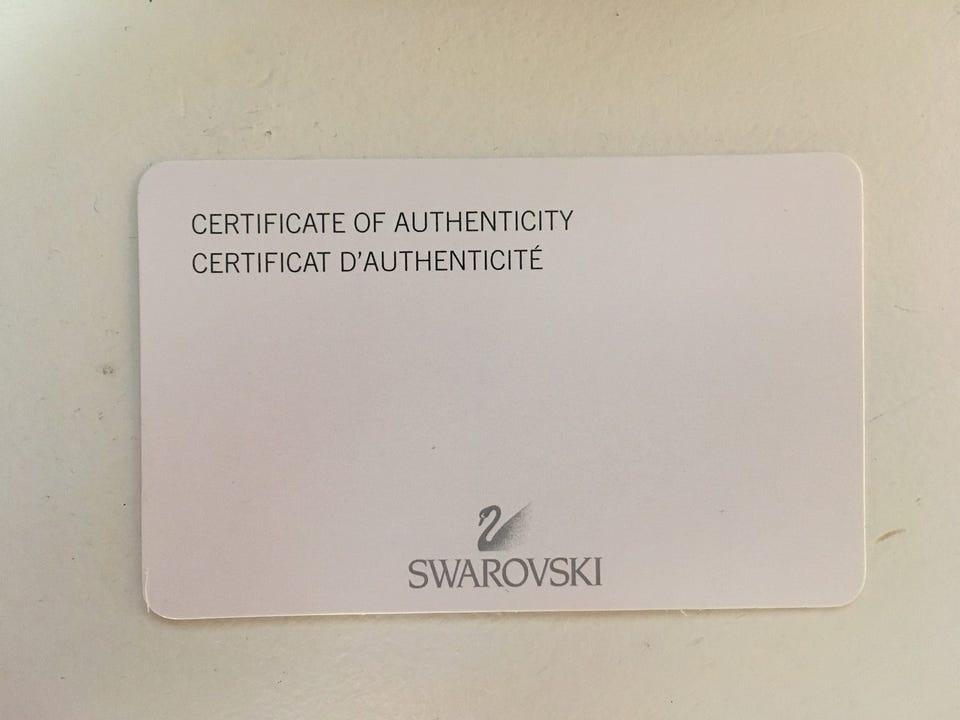 CERTIFICATE OF AUTHENTICITY
CERTIFICAT D'AUTHENTICITÉ
SWAROVSKI